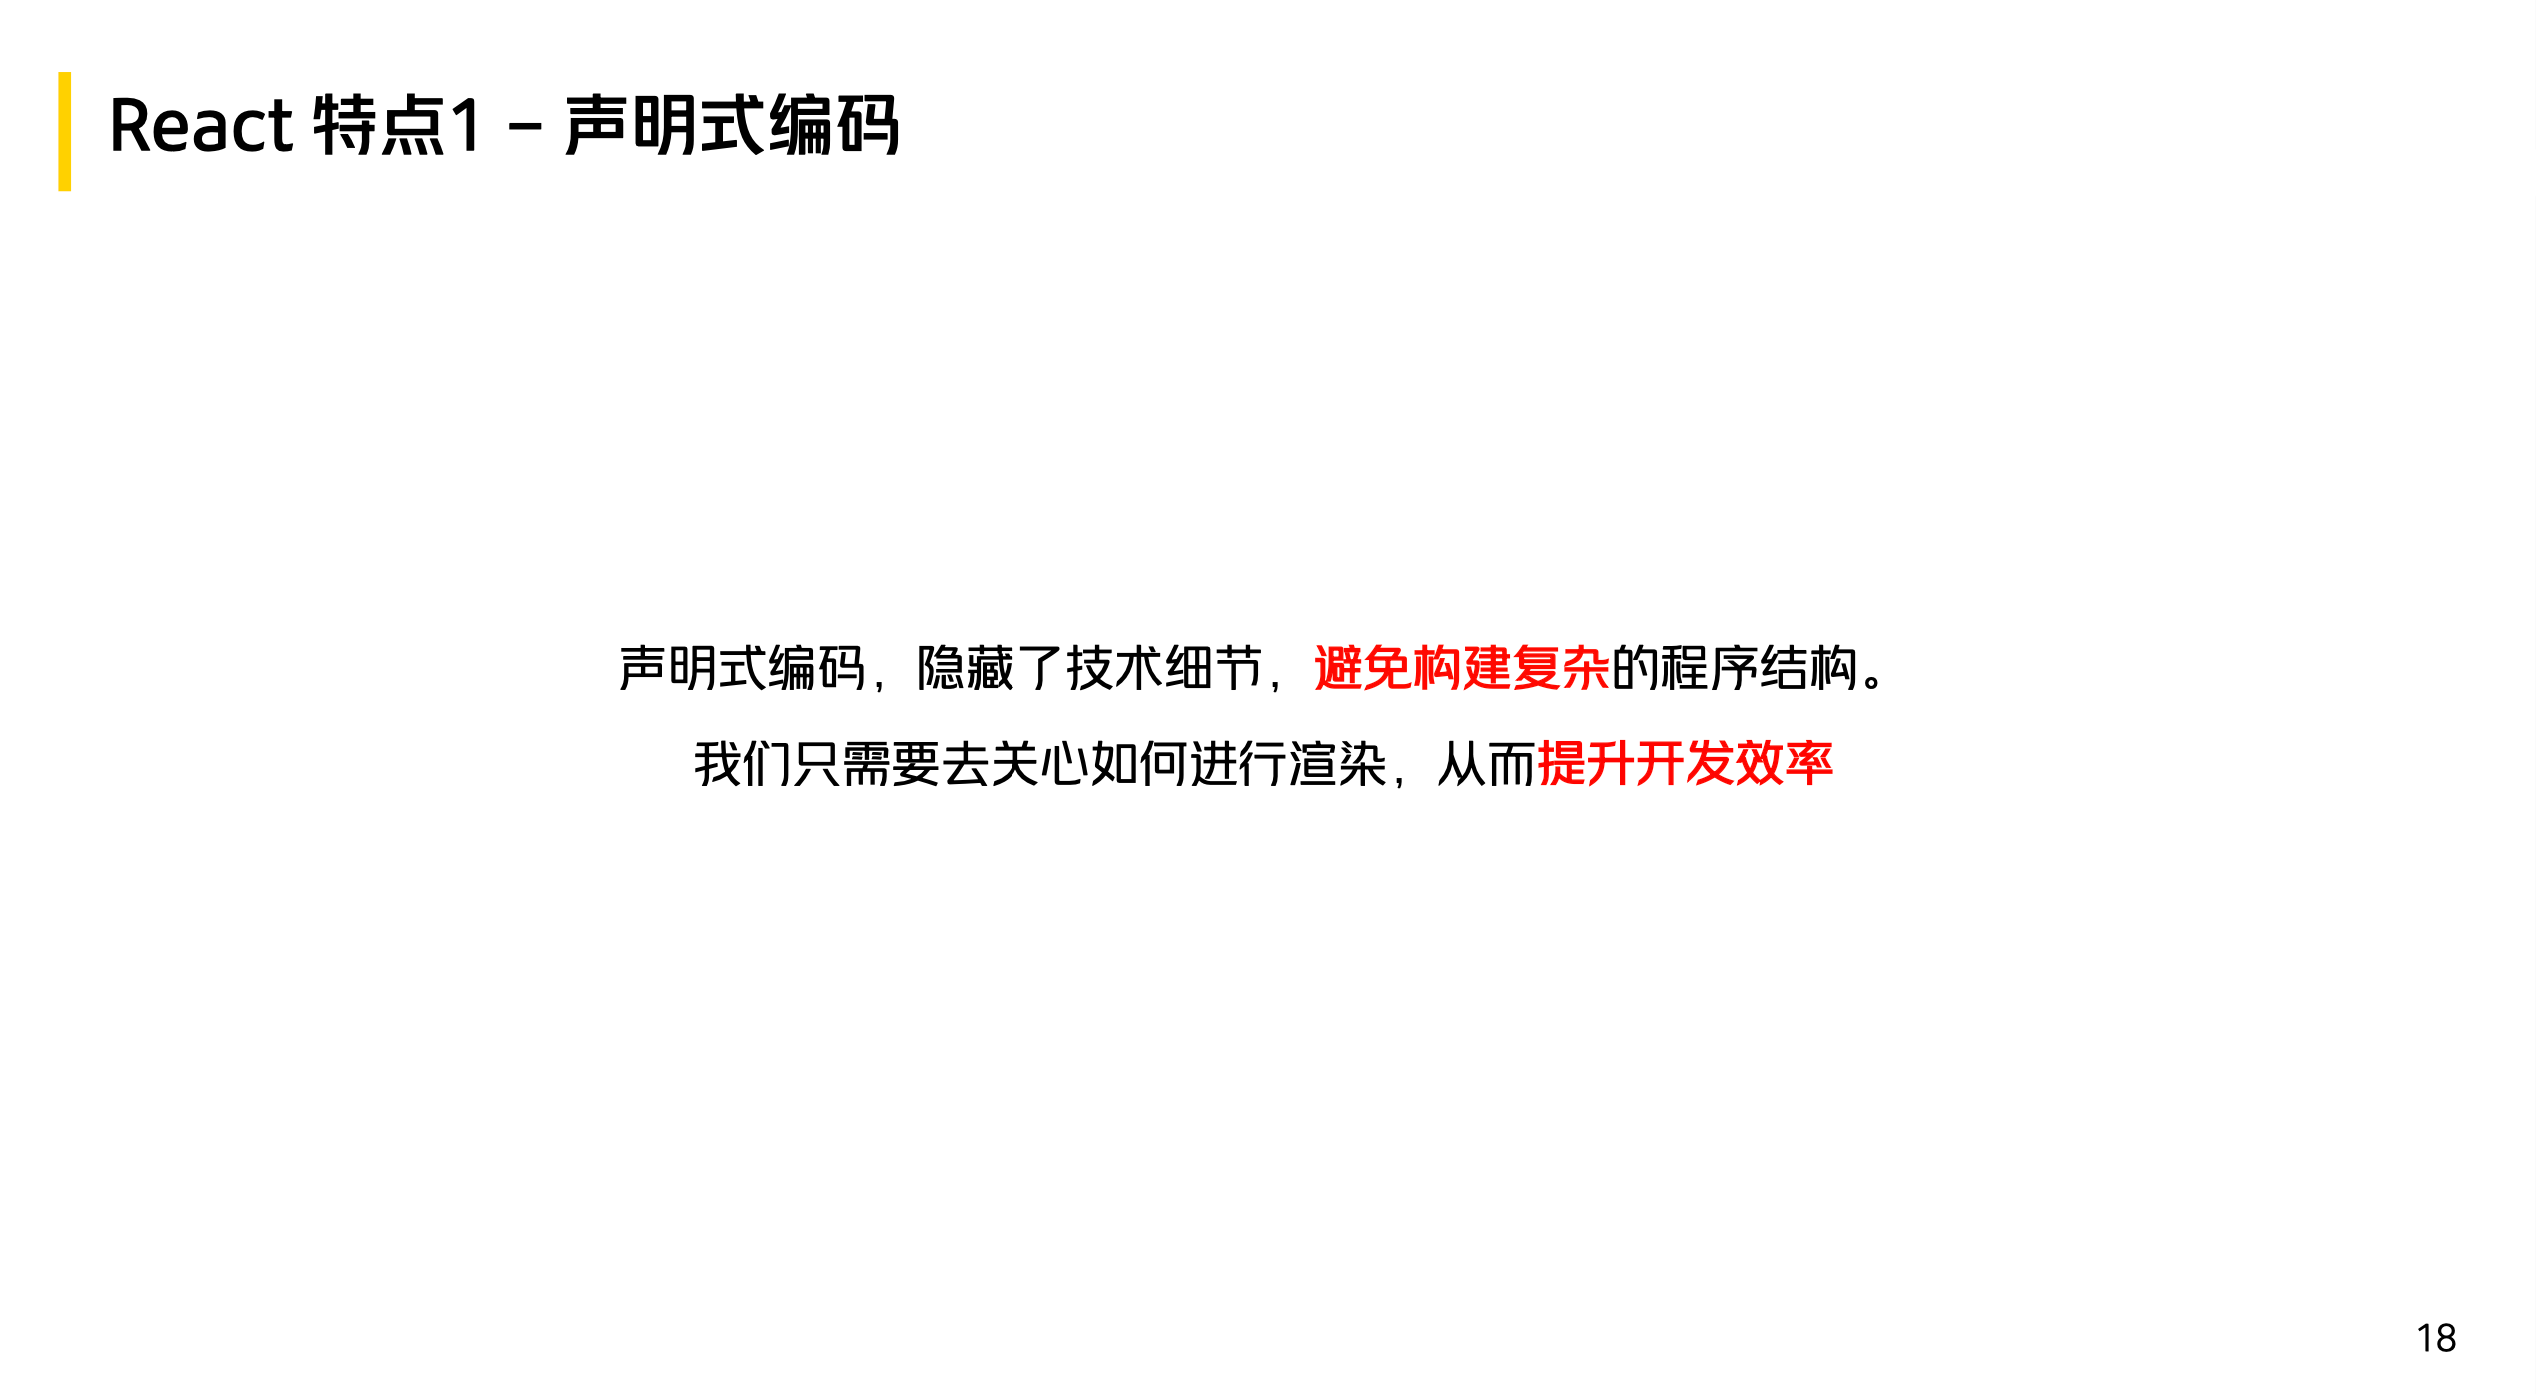 React 特点1 – 声明式编码
声明式编码，隐藏了技术细节，避免构建复杂的程序结构。
我们只需要去关心如何进行渲染，从而提升开发效率
18